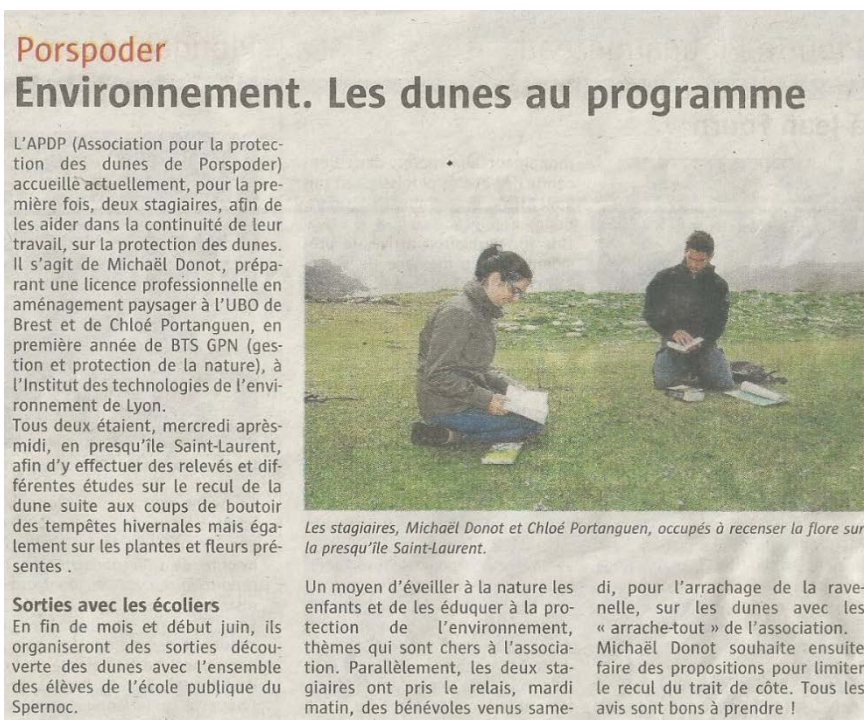 Porspoder
Environnement. Les dunes au programme
L'APDP (Association pour la protec-
tion des dunes de Porspoder)
accueille actuellement, pour la pre-
mière fois, deux stagiaires, afin de
les aider dans la continuité de leur
travail, sur la protection des dunes.
Il s'agit de Michaël Donot, prépa-
rant une licence professionnelle en
aménagement paysager à l'UBO de
Brest et de Chloé Portanguen, en
première année de BTS GPN (ges-
tion et protection de la nature), à
l'Institut des technologies de l'envi-
ronnement de Lyon.
Tous deux étaient, mercredi après-
midi, en presqu'île Saint-Laurent,
afin d'y effectuer des relevés et dif-
férentes études sur le recul de la
dune suite aux coups de boutoir
des tempêtes hivernales mais éga-
lement sur les plantes et fleurs pré-
sentes .
Sorties avec les écoliers
En fin de mois et début juin, ils
organiseront des sorties décou-
verte des dunes avec l'ensemble
des élèves de l'école publique du
Spernoc.
Les stagiaires, Michaël Donot et Chloé Portanguen, occupés à recenser la flore sur
la presqu'île Saint-Laurent.
Un moyen d'éveiller à la nature les
enfants et de les éduquer à la pro-
tection de l'environnement,
thèmes qui sont chers à l'associa-
tion. Parallèlement, les deux sta-
giaires ont pris le relais, mardi
matin, des bénévoles venus same-
di, pour l'arrachage de la rave-
nelle, sur les dunes avec les
« arrache-tout » de l'association.
Michaël Donot souhaite ensuite
faire des propositions pour limiter
le recul du trait de côte. Tous les
avis sont bons à prendre !